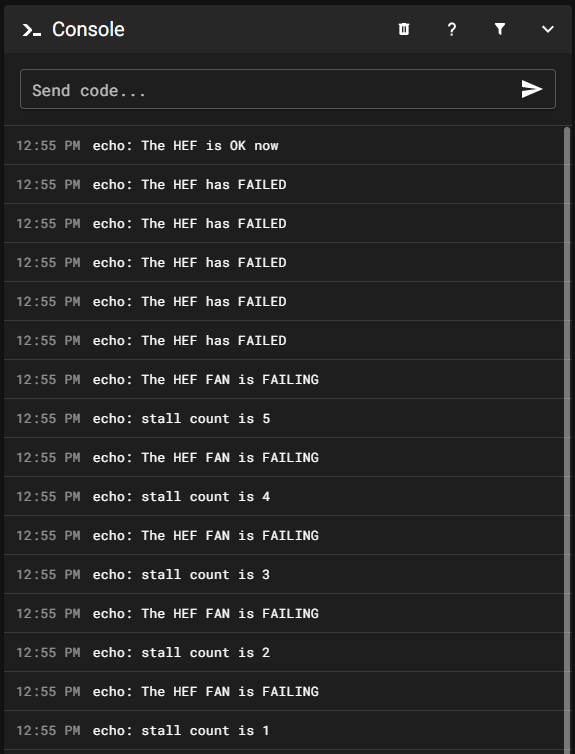 Console
Send code...
12:55 PM echo: The HEF is OK now
12:55 PM echo: The HEF has FAILED
12:55 PM echo: The HEF has FAILED
12:55 PM echo: The HEF has FAILED
12:55 PM echo: The HEF has FAILED
12:55 PM echo: The HEF has FAILED
12:55 PM echo: The HEF FAN is FAILING
12:55 PM echo: stall count is 5
12:55 PM echo: The HEF FAN is FAILING
12:55 PM echo: stall count is 4
12:55 PM echo: The HEF FAN is FAILING
12:55 PM echo: stall count is 3
12:55 PM echo: The HEF FAN is FAILING
12:55 PM echo: stall count is 2
12:55 PM echo: The HEF FAN is FAILING
12:55 PM echo: stall count is 1